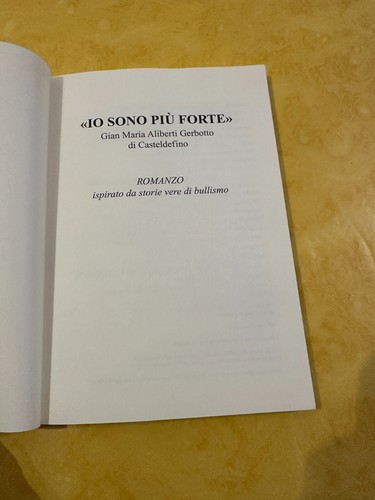 «IO SONO PIÙ FORTE»
Gian Maria Aliberti Gerbotto
di Casteldefino
ROMANZO
ispirato da storie vere di bullismo